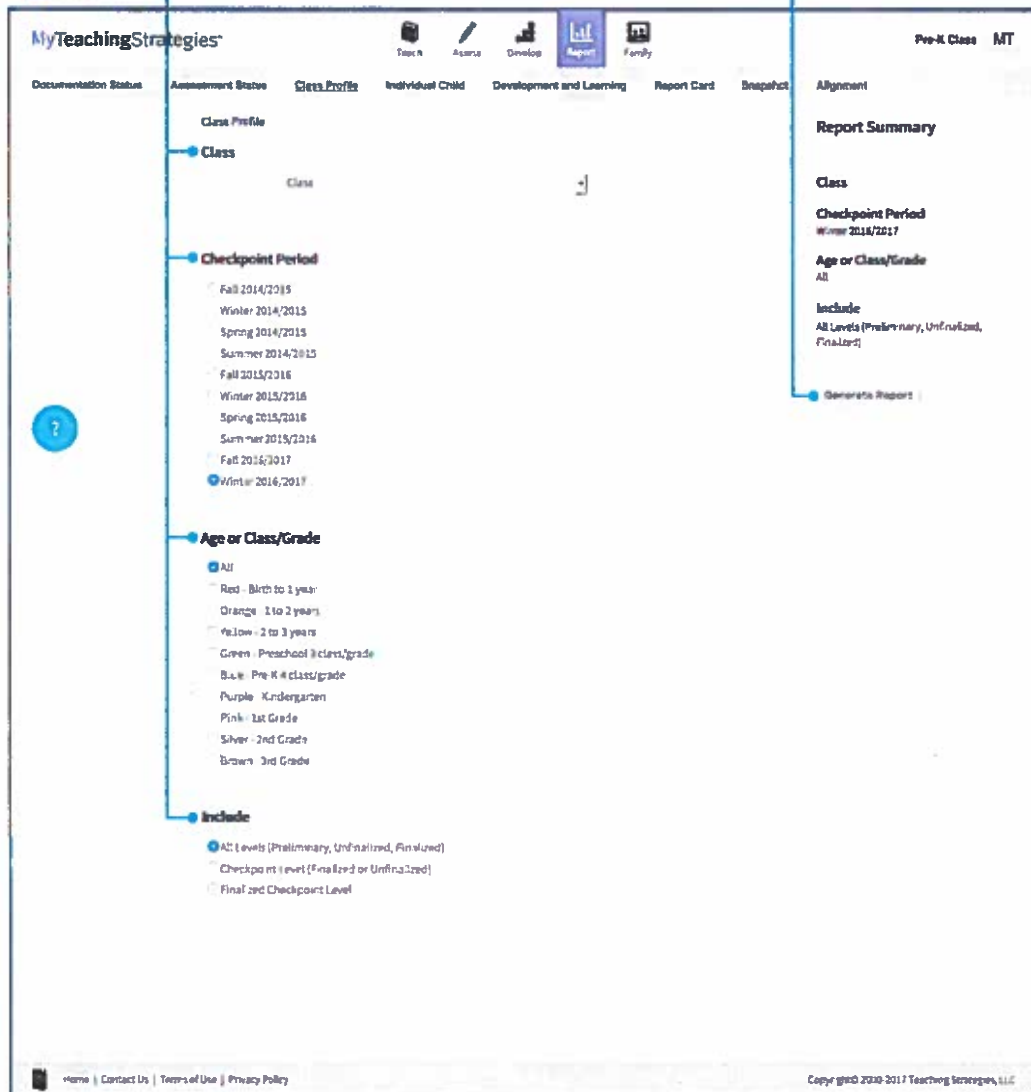 MyTeachingStrategies
Teach Assess Develop Report Family
Pre-K Class MT
Documentation Status Assessment Status Class Profile Individual Child Development and Learning Report Card Snapshot Alignment
Class Profile
Class
Class
Checkpoint Period
Fall 2014/2015
Winter 2014/2015
Spring 2014/2015
Summer 2014/2015
Fall 2015/2016
Winter 2015/2016
Spring 2015/2016
Summer 2015/2016
Fall 2016/2017
Winter 2016/2017
?
Age or Class/Grade
All
Red - Birth to 1 year
Orange - 1 to 2 years
Yellow - 2 to 3 years
Green - Preschool 3 class/grade
Blue - Pre-K 4 class/grade
Purple - Kindergarten
Pink - 1st Grade
Silver - 2nd Grade
Brown - 3rd Grade
Include
All Levels (Preliminary, Unfinalized, Finalized)
Checkpoint Level (Finalized or Unfinalized)
Finalized Checkpoint Level
Report Summary
Class
Checkpoint Period
Winter 2016/2017
Age or Class/Grade
All
Include
All Levels (Preliminary, Unfinalized,
Finalized)
Generate Report
Home | Contact Us | Terms of Use | Privacy Policy
Copyright© 2010-2017 Teaching Strategies, LLC